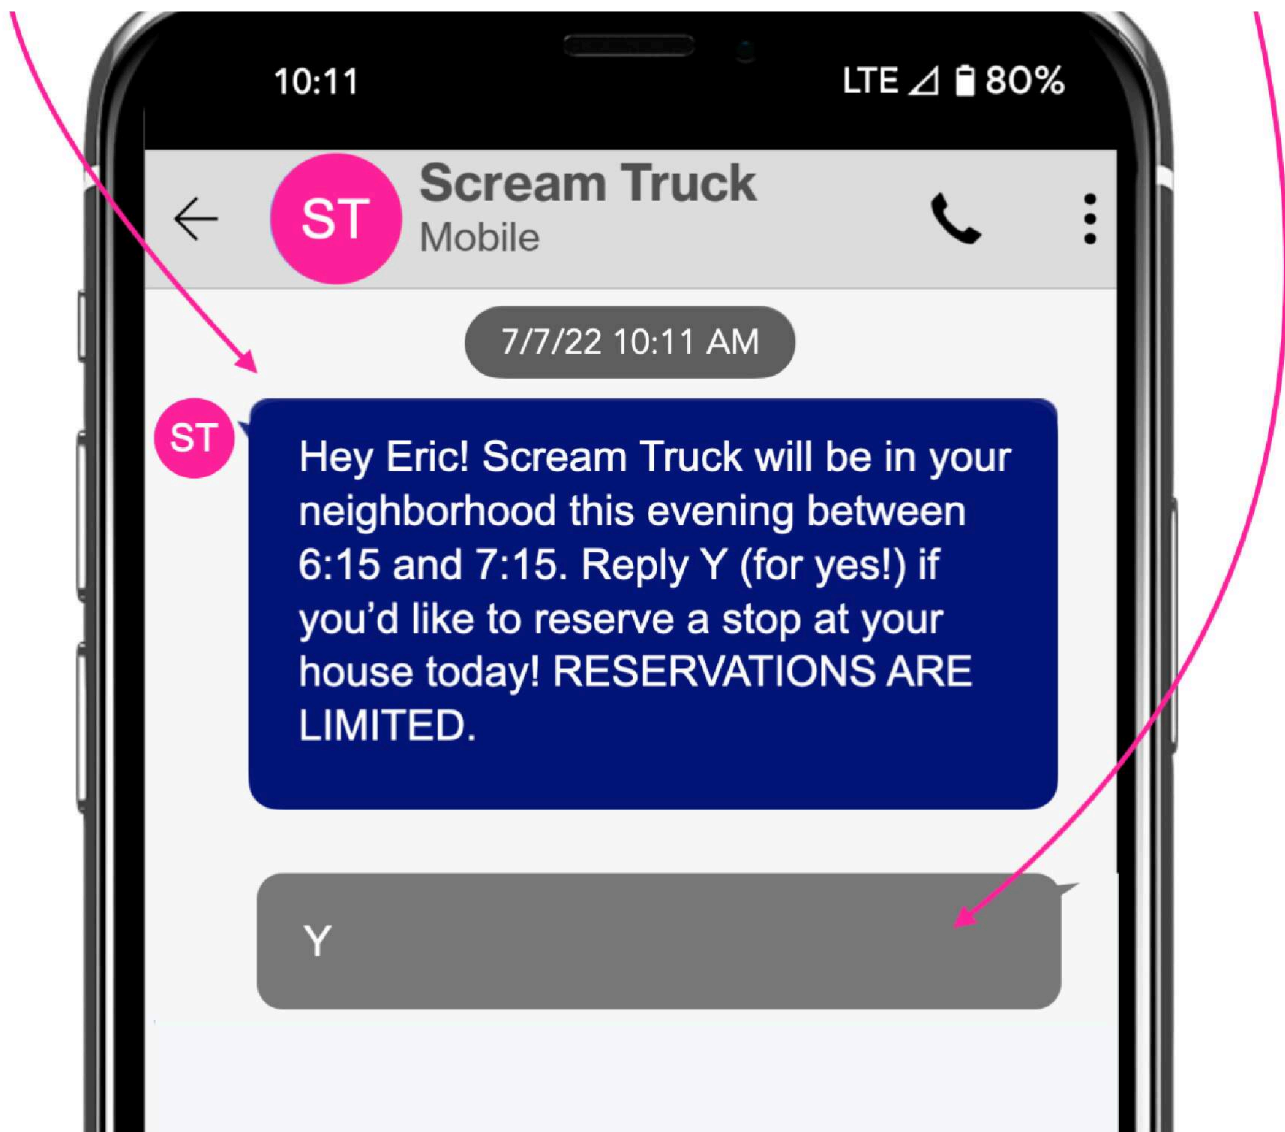 10:11 LTE 80%
ST Scream Truck
Mobile
7/7/22 10:11 AM
ST
Hey Eric! Scream Truck will be in your
neighborhood this evening between
6:15 and 7:15. Reply Y (for yes!) if
you’d like to reserve a stop at your
house today! RESERVATIONS ARE
LIMITED.
Y